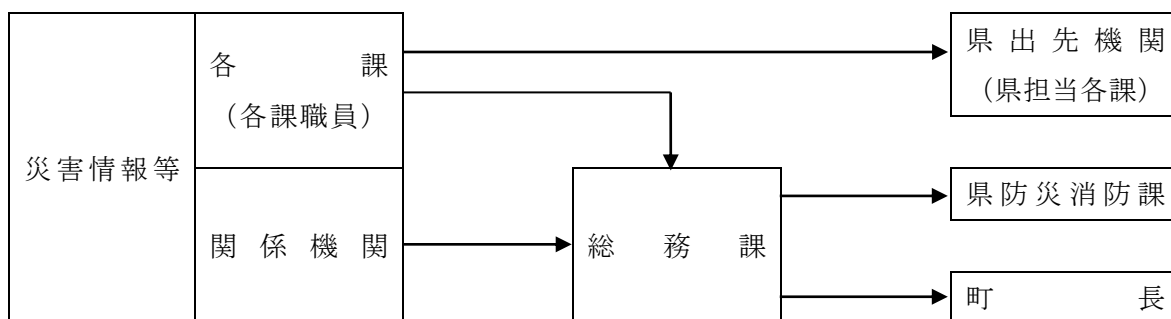 災害情報等
各課
（各課職員）
関係機関
総務課
県出先機関
（県担当各課）
県防災消防課
町長